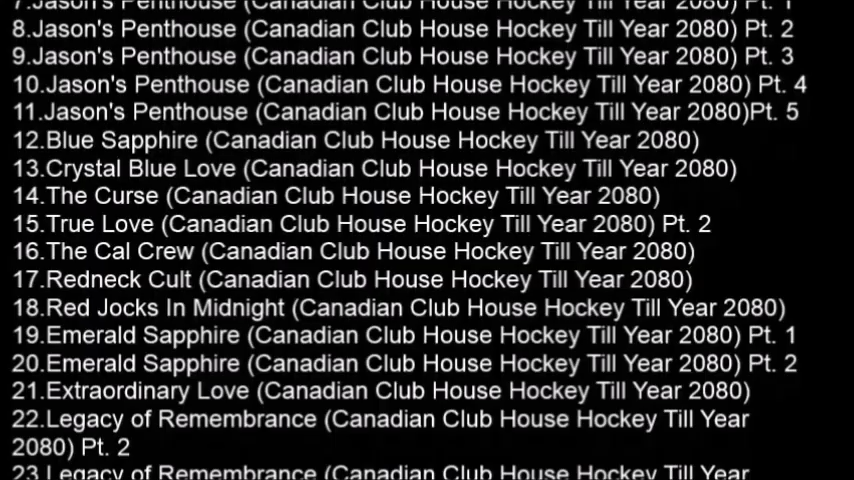 7.Jason's Penthouse (Canadian Club House Hockey Till Year 2080) Pt. 1
8.Jason's Penthouse (Canadian Club House Hockey Till Year 2080) Pt. 2
9.Jason's Penthouse (Canadian Club House Hockey Till Year 2080) Pt. 3
10.Jason's Penthouse (Canadian Club House Hockey Till Year 2080) Pt. 4
11.Jason's Penthouse (Canadian Club House Hockey Till Year 2080)Pt. 5
12.Blue Sapphire (Canadian Club House Hockey Till Year 2080)
13.Crystal Blue Love (Canadian Club House Hockey Till Year 2080)
14.The Curse (Canadian Club House Hockey Till Year 2080)
15.True Love (Canadian Club House Hockey Till Year 2080) Pt. 2
16.The Cal Crew (Canadian Club House Hockey Till Year 2080)
17.Redneck Cult (Canadian Club House Hockey Till Year 2080)
18.Red Jocks In Midnight (Canadian Club House Hockey Till Year 2080)
19.Emerald Sapphire (Canadian Club House Hockey Till Year 2080) Pt. 1
20.Emerald Sapphire (Canadian Club House Hockey Till Year 2080) Pt. 2
21.Extraordinary Love (Canadian Club House Hockey Till Year 2080)
22.Legacy of Remembrance (Canadian Club House Hockey Till Year
2080) Pt. 2
23.Legacy of Remembrance (Canadian Club House Hockey Till Year